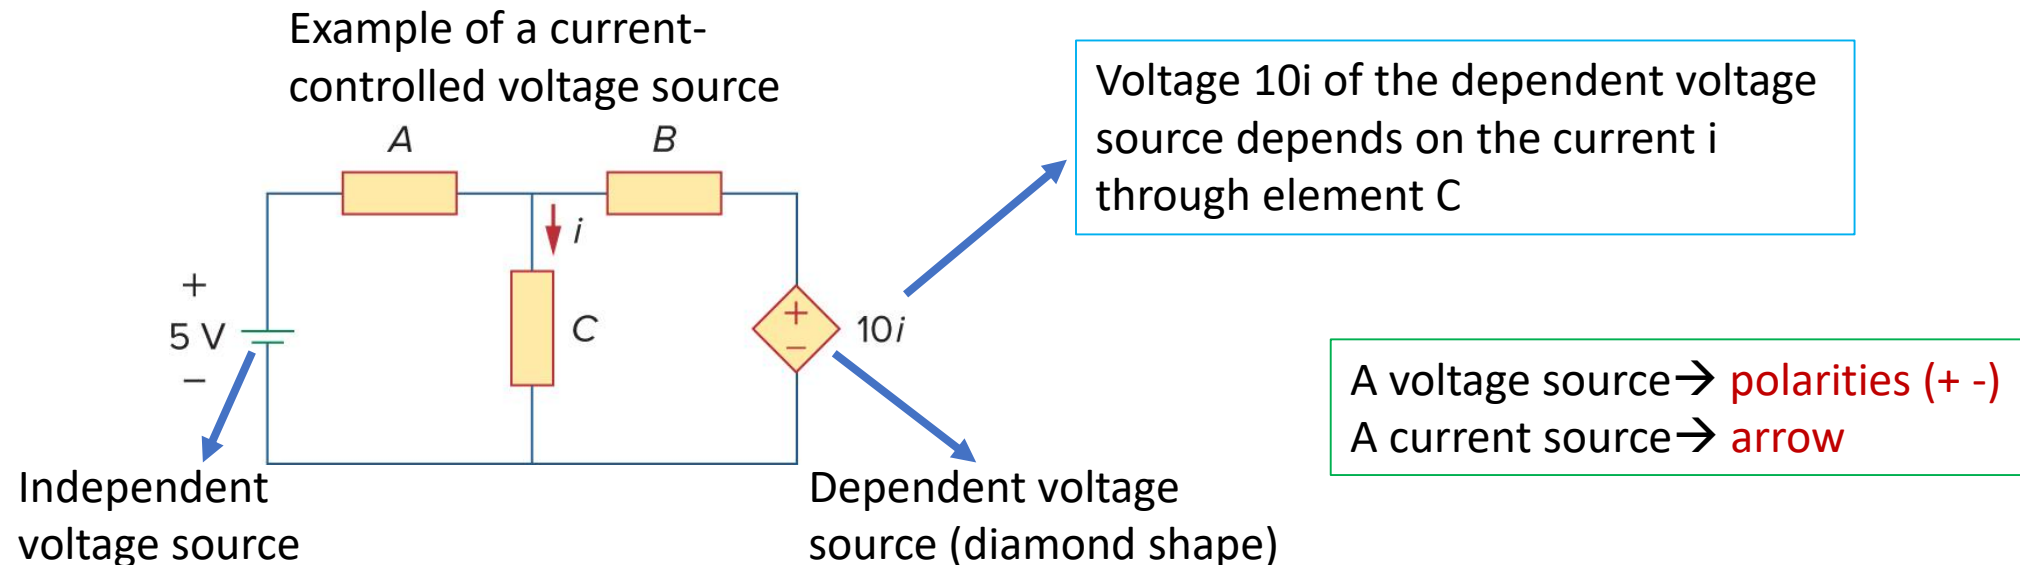 Example of a current-
controlled voltage source
Voltage 10i of the dependent voltage
source depends on the current i
through element C
A
B
i
+
5 V
−
C
+
−
10i
A voltage source→ polarities (+ -)
A current source→ arrow
Independent
voltage source
Dependent voltage
source (diamond shape)